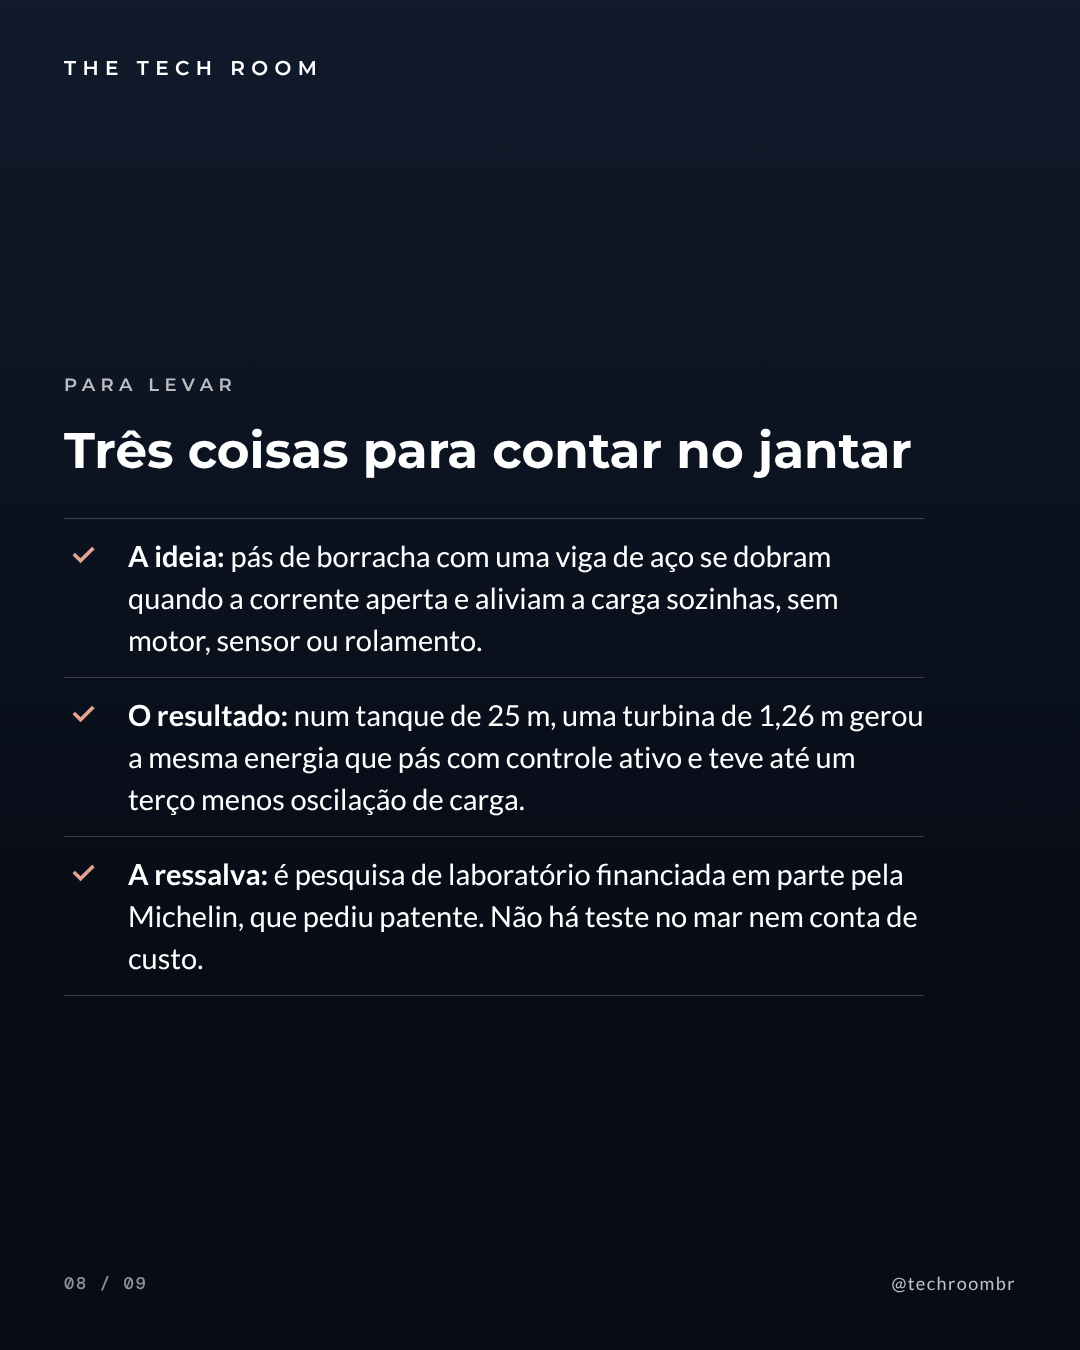 THE TECH ROOM
PARA LEVAR
Três coisas para contar no jantar
A ideia: pás de borracha com uma viga de aço se dobram
quando a corrente aperta e aliviam a carga sozinhas, sem
motor, sensor ou rolamento.
O resultado: num tanque de 25 m, uma turbina de 1,26 m gerou
a mesma energia que pás com controle ativo e teve até um
terço menos oscilação de carga.
A ressalva: é pesquisa de laboratório financiada em parte pela
Michelin, que pediu patente. Não há teste no mar nem conta de
custo.
08 / 09
@techroombr